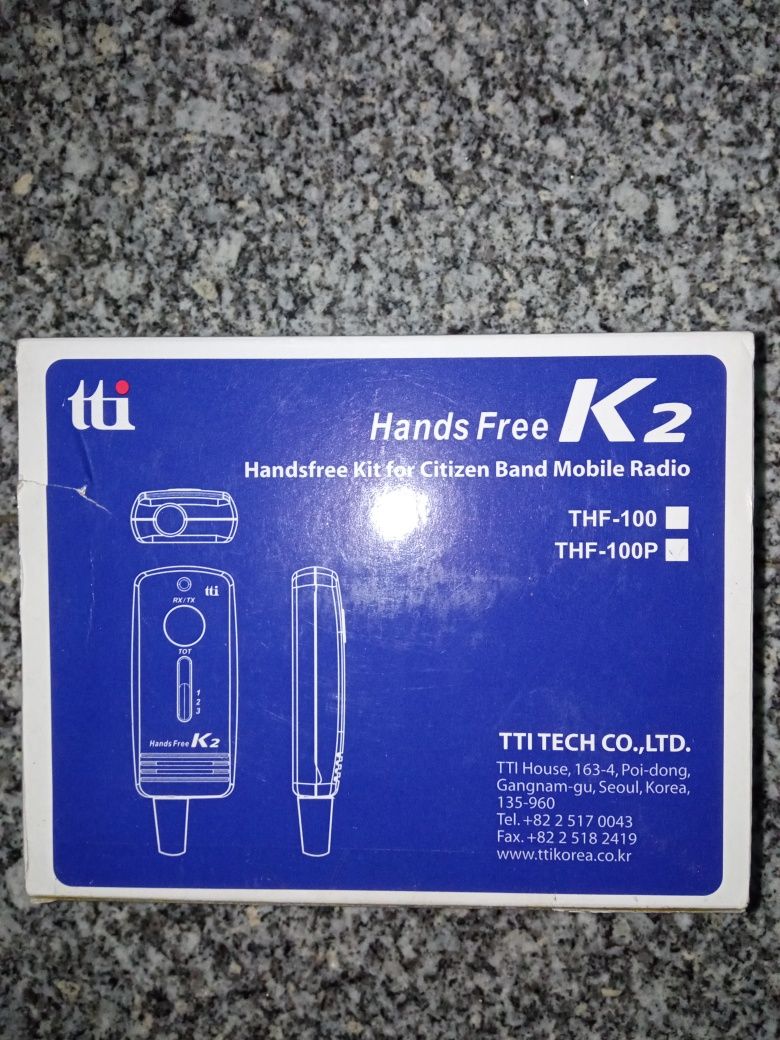 tti
Hands Free K2
Handsfree Kit for Citizen Band Mobile Radio
THF-100
THF-100P
tti
RX/TX
TOT
1
2
3
Hands Free K2
TTI TECH CO.,LTD.
TTI House, 163-4, Poi-dong,
Gangnam-gu, Seoul, Korea,
135-960
Tel. +82 2 517 0043
Fax. +82 2 518 2419
www.ttikorea.co.kr